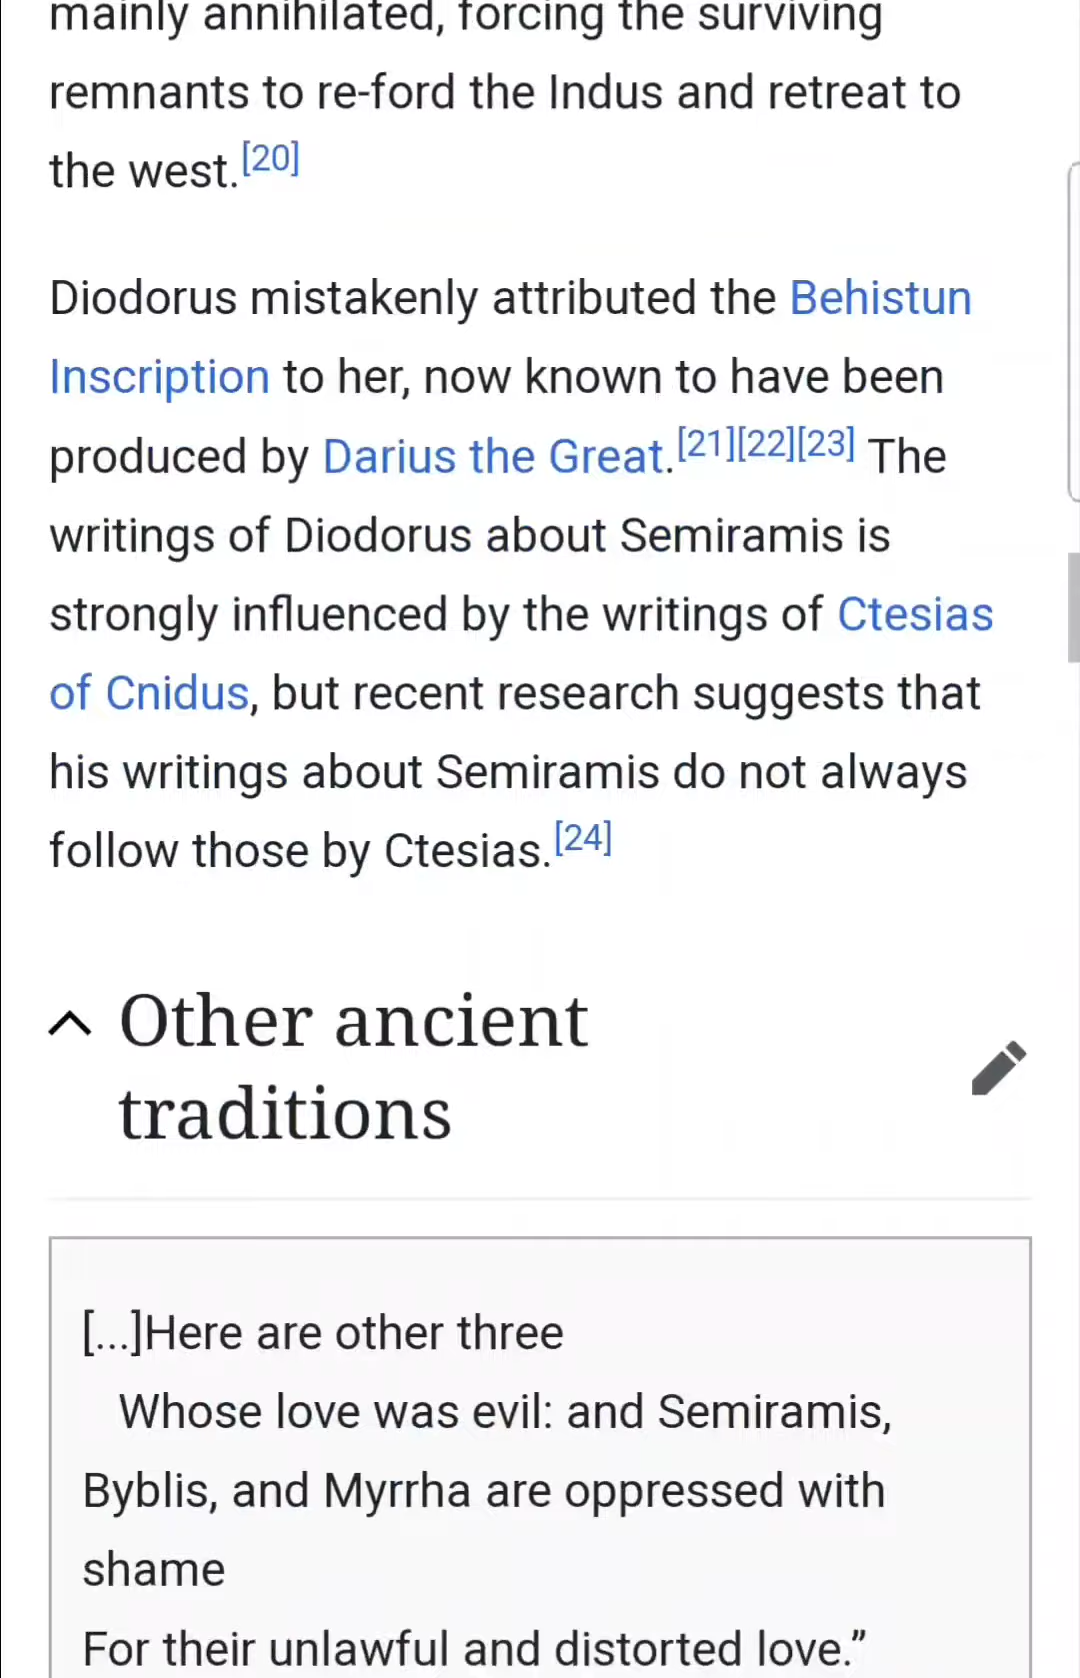 mainly annihilated, forcing the surviving
remnants to re-ford the Indus and retreat to
the west.[20]
Diodorus mistakenly attributed the Behistun
Inscription to her, now known to have been
produced by Darius the Great.[21][22][23] The
writings of Diodorus about Semiramis is
strongly influenced by the writings of Ctesias
of Cnidus, but recent research suggests that
his writings about Semiramis do not always
follow those by Ctesias.[24]
Other ancient
traditions
[...]Here are other three
Whose love was evil: and Semiramis,
Byblis, and Myrrha are oppressed with
shame
For their unlawful and distorted love.”